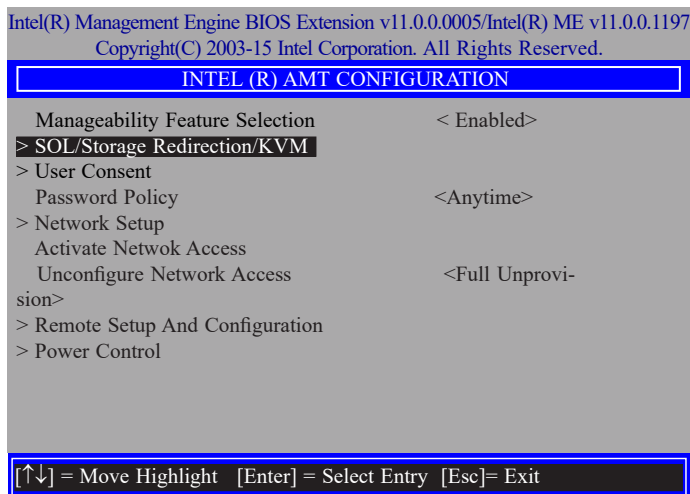 Intel(R) Management Engine BIOS Extension v11.0.0.0005/Intel(R) ME v11.0.0.1197
Copyright(C) 2003-15 Intel Corporation. All Rights Reserved.
INTEL (R) AMT CONFIGURATION
Manageability Feature Selection < Enabled>
> SOL/Storage Redirection/KVM
> User Consent
Password Policy <Anytime>
> Network Setup
Activate Netwok Access
Unconfigure Network Access <Full Unprovi-
sion>
> Remote Setup And Configuration
> Power Control
[↑↓] = Move Highlight [Enter] = Select Entry [Esc]= Exit